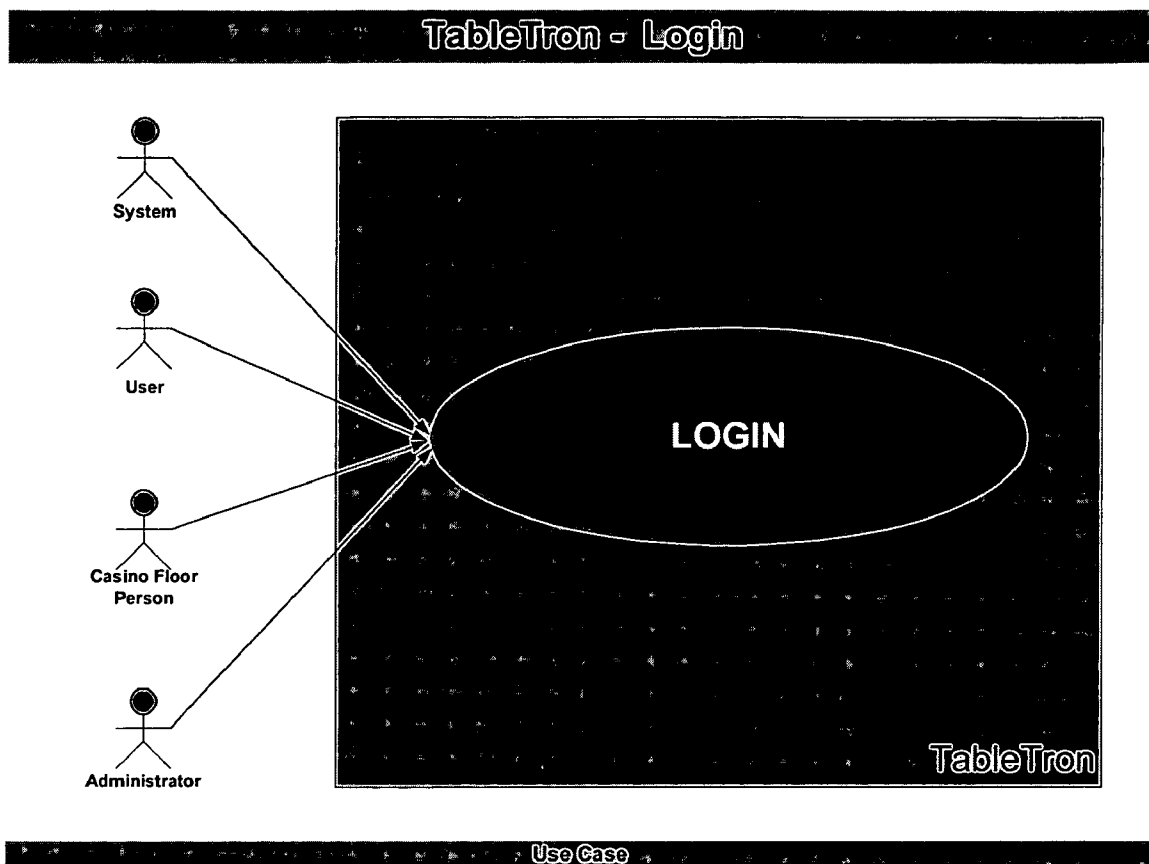 TableTron - Login
System
User
LOGIN
Casino Floor
Person
Administrator
TableTron
Use Case